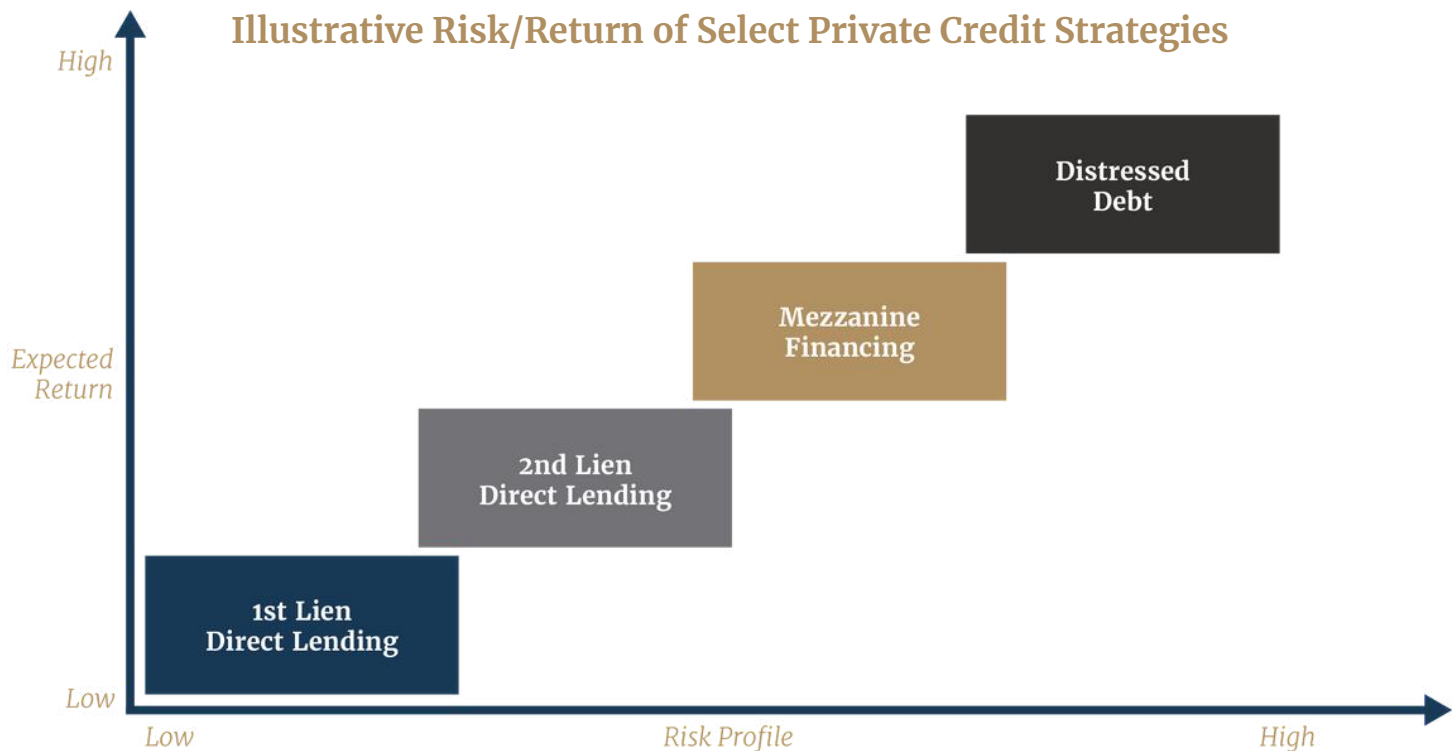 Illustrative Risk/Return of Select Private Credit Strategies
High
Distressed
Debt
Mezzanine
Financing
Expected
Return
2nd Lien
Direct Lending
1st Lien
Direct Lending
Low
Low
Risk Profile
High